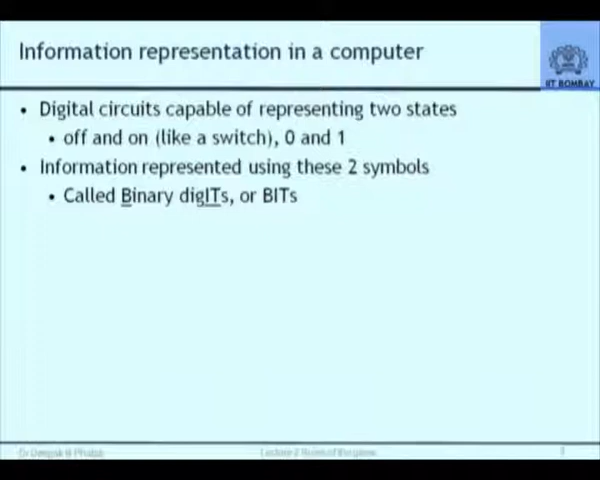 Information representation in a computer
IIT BOMBAY
• Digital circuits capable of representing two states
• off and on (like a switch), 0 and 1
• Information represented using these 2 symbols
• Called Binary digITs, or BITs